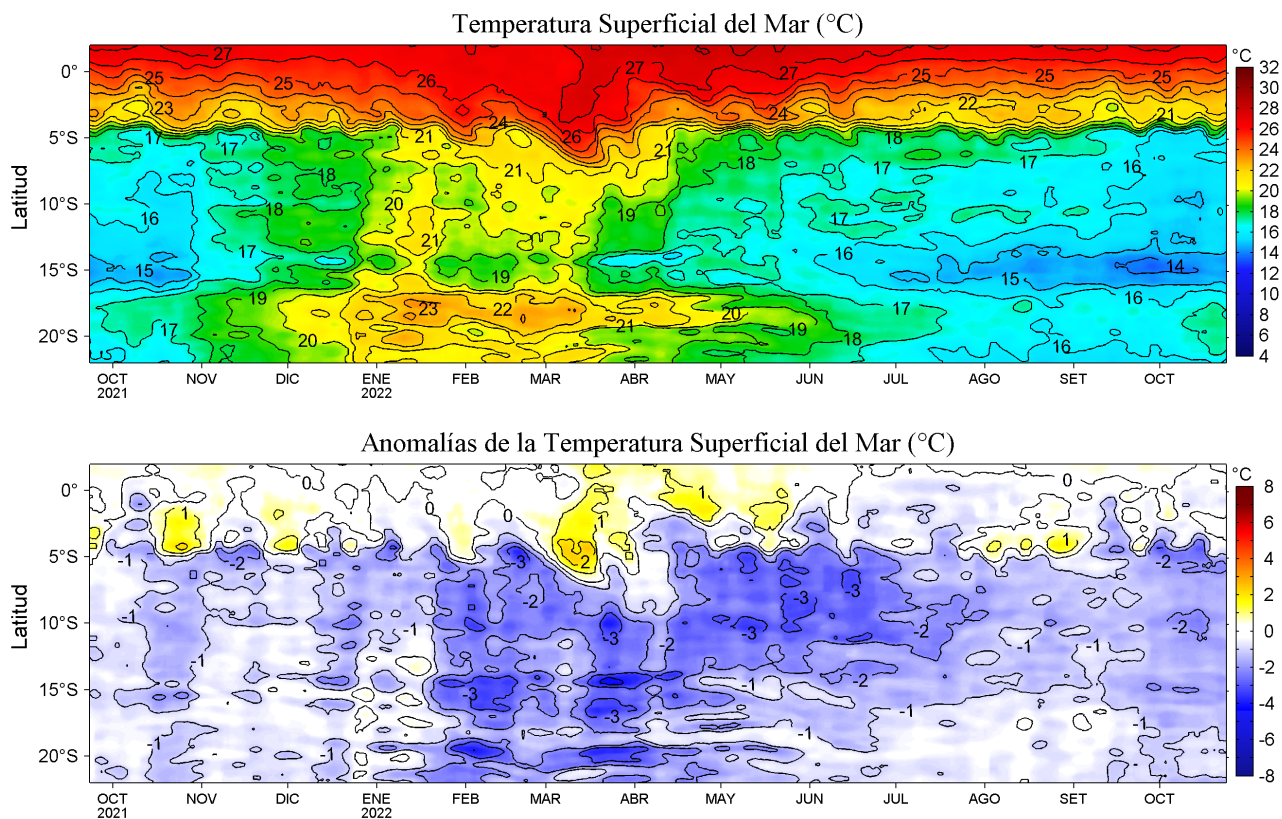 Temperatura Superficial del Mar (°C)
Latitud
0°
5°S
10°S
15°S
20°S
27 25 25 26 27 27 25 25 25
23 24 24 22 21
17 17 21 26 21 18
18 21 18 17 17 16
16 18 20 19 17
17 21 16
15 19 15 14
19 23 22 17 16
17 20 21 20 19 18 16
OCT NOV DIC ENE FEB MAR ABR MAY JUN JUL AGO SET OCT
2021 2022
°C
32
30
28
26
24
22
20
18
16
14
12
10
8
6
4
Anomalías de la Temperatura Superficial del Mar (°C)
Latitud
0°
5°S
10°S
15°S
20°S
0 0 0 1 0
1 1 1
-1 -2 -3 2 -2
-1 -2 -3 -3
-1 -1 -3 -3 -2 -2
-1 -3 -1 -2
-3 -1
-1 -1 -1
OCT NOV DIC ENE FEB MAR ABR MAY JUN JUL AGO SET OCT
2021 2022
°C
8
6
4
2
0
-2
-4
-6
-8